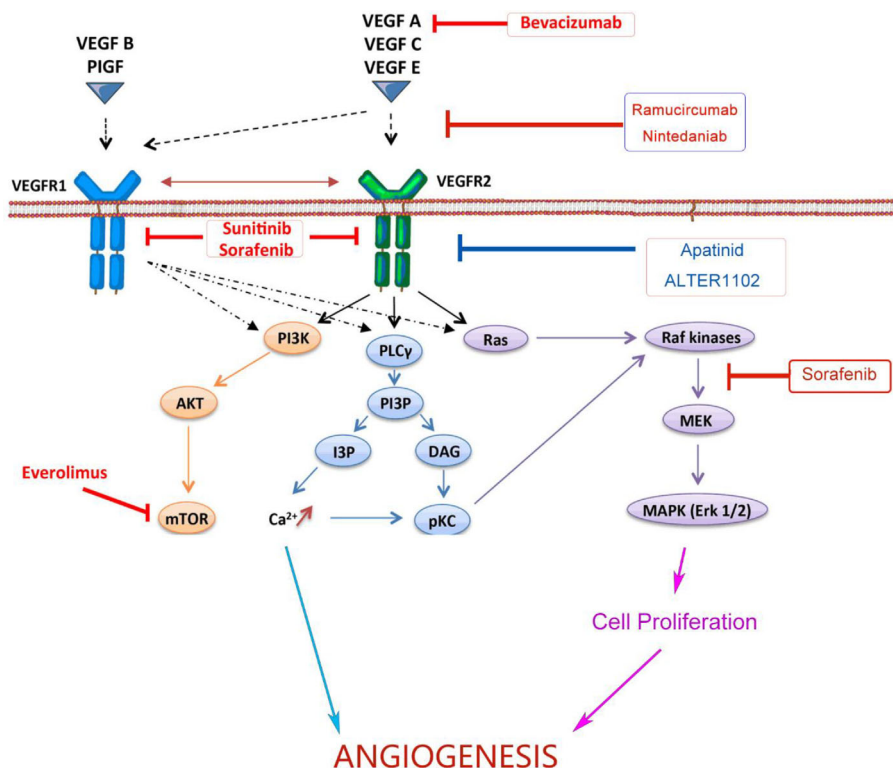 VEGF A
VEGF C
VEGF E
Bevacizumab
VEGF B
PIGF
Ramucircumab
Nintedaniab
VEGFR1
VEGFR2
Sunitinib
Sorafenib
Apatinid
ALTER1102
PI3K
PLCγ
Ras
Raf kinases
Sorafenib
AKT
PI3P
MEK
I3P
DAG
Everolimus
mTOR
Ca²⁺
pKC
MAPK (Erk 1/2)
Cell Proliferation
ANGIOGENESIS